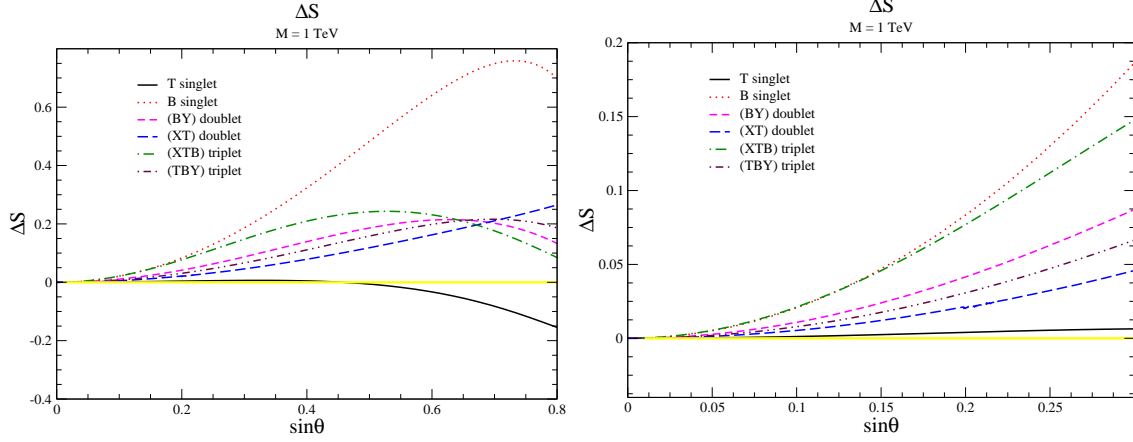 ΔS
M = 1 TeV
T singlet
B singlet
(BY) doublet
(XT) doublet
(XTB) triplet
(TBY) triplet
0.6
0.4
0.2
0
-0.2
-0.4
ΔS
0 0.2 0.4 0.6 0.8
sinθ
ΔS
M = 1 TeV
T singlet
B singlet
(BY) doublet
(XT) doublet
(XTB) triplet
(TBY) triplet
0.2
0.15
0.1
0.05
0
ΔS
0 0.05 0.1 0.15 0.2 0.25
sinθ